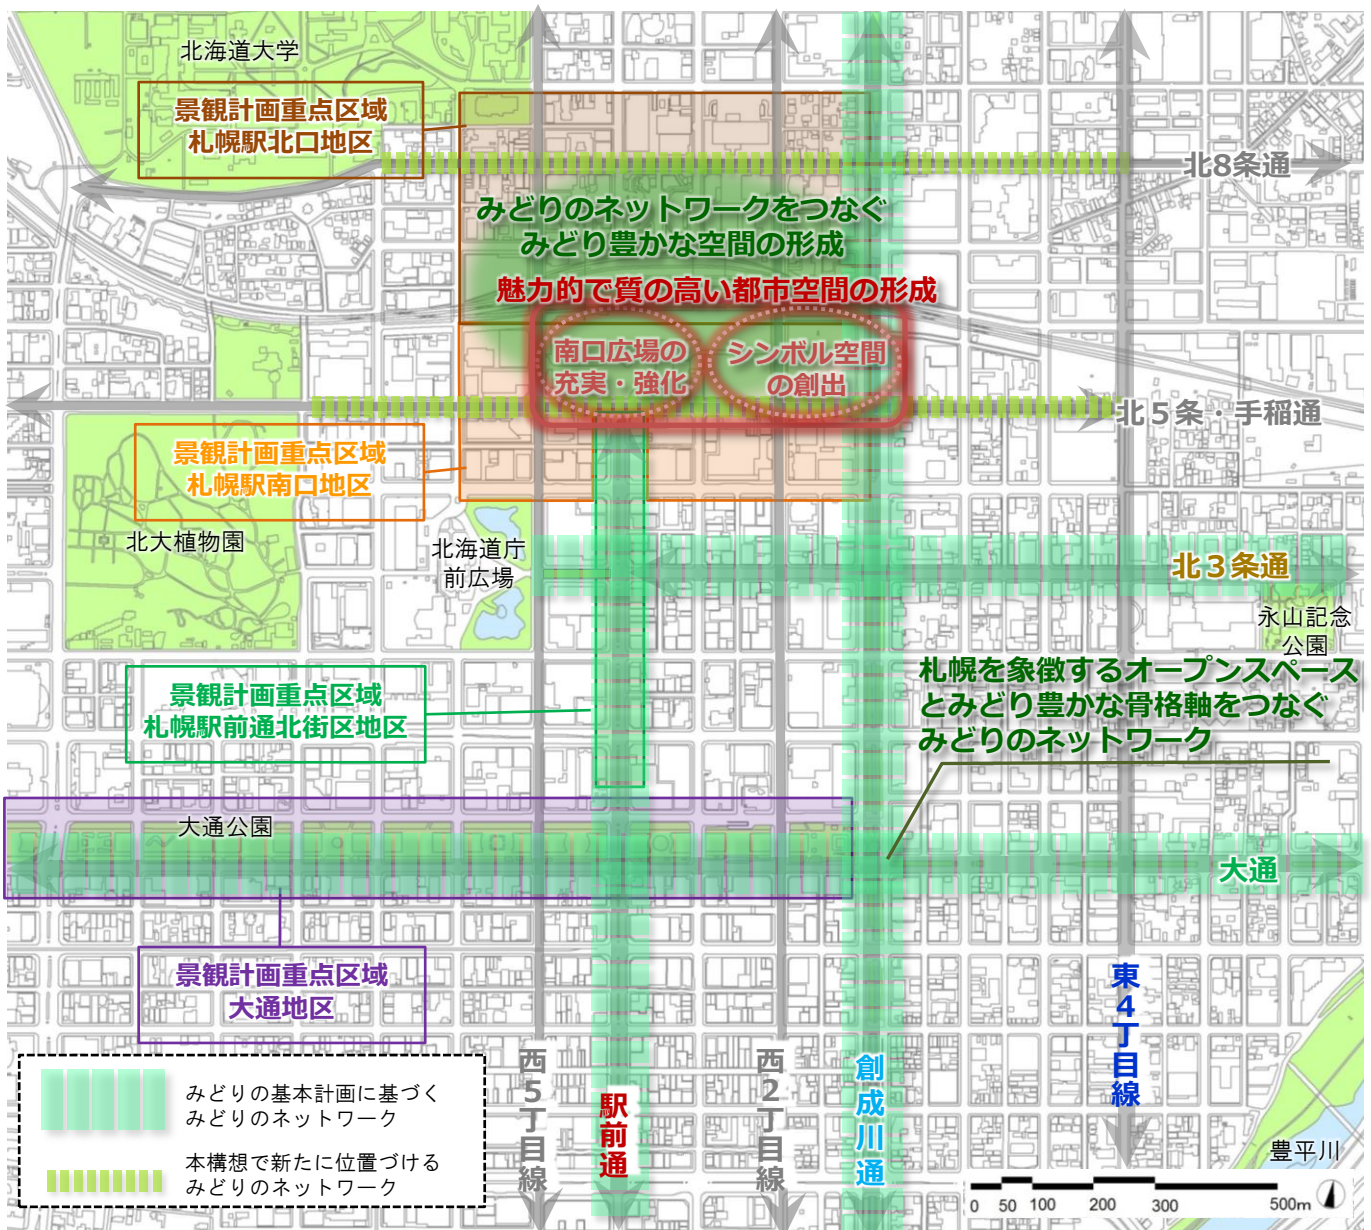 北海道大学
景観計画重点区域
札幌駅北口地区
北8条通
みどりのネットワークをつなぐ
みどり豊かな空間の形成
魅力的で質の高い都市空間の形成
南口広場の
充実・強化
シンボル空間
の創出
北５条・手稲通
景観計画重点区域
札幌駅南口地区
北大植物園
北海道庁
前広場
北３条通
永山記念
公園
札幌を象徴するオープンスペース
とみどり豊かな骨格軸をつなぐ
みどりのネットワーク
景観計画重点区域
札幌駅前通北街区地区
大通公園
大通
景観計画重点区域
大通地区
西5丁目線
駅前通
西2丁目線
創成川通
東4丁目線
豊平川
みどりの基本計画に基づく
みどりのネットワーク
本構想で新たに位置づける
みどりのネットワーク
0 50 100 200 300 500m